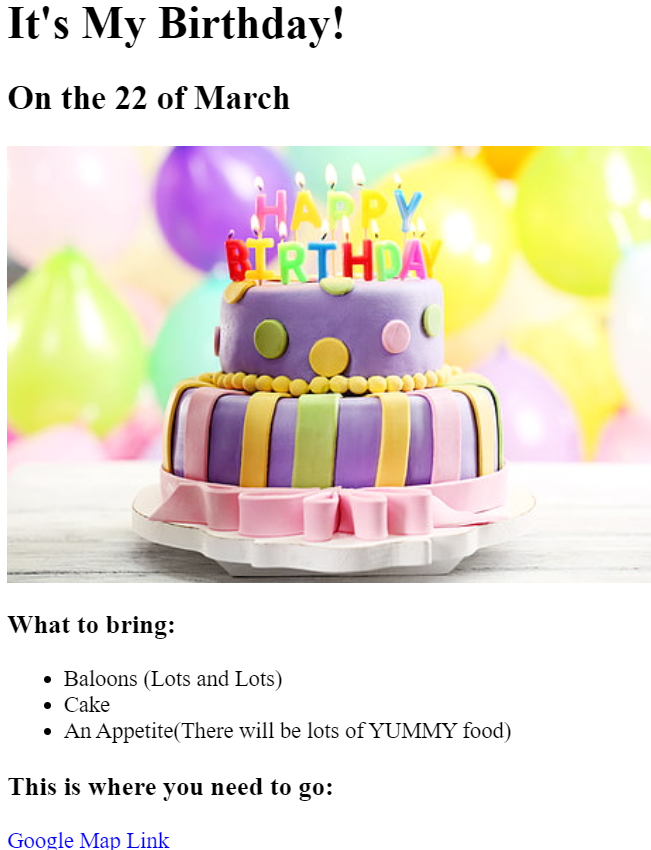 It's My Birthday!
On the 22 of March
HAPPY
BIRTHDAY
What to bring:
Baloons (Lots and Lots)
Cake
An Appetite(There will be lots of YUMMY food)
This is where you need to go:
Google Map Link